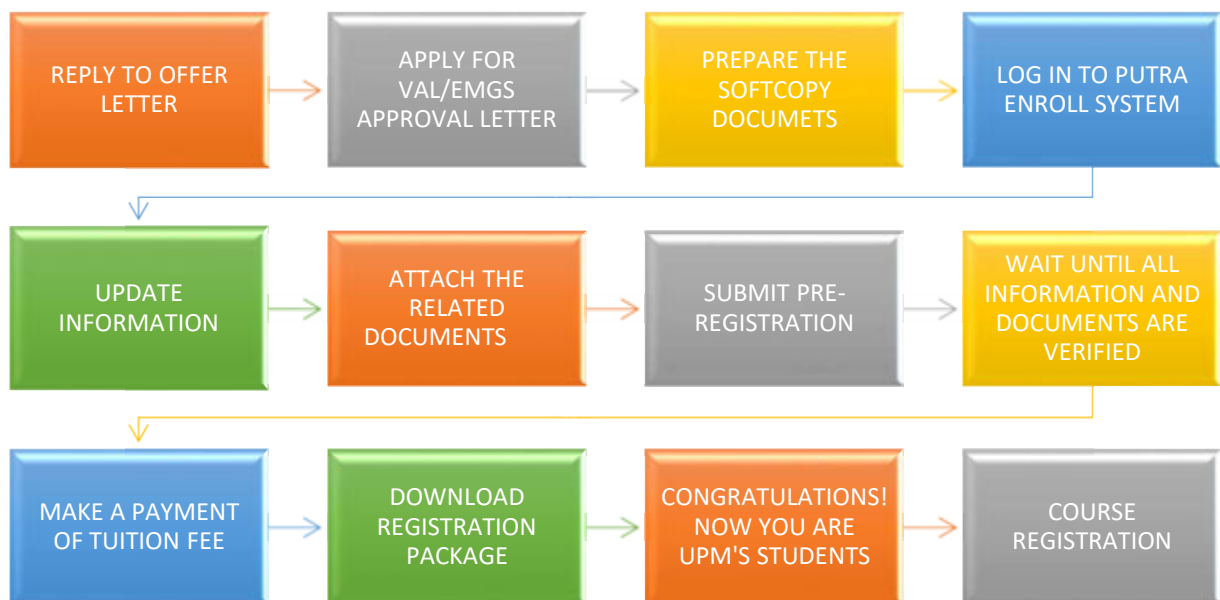 REPLY TO OFFER
LETTER
APPLY FOR
VAL/EMGS
APPROVAL LETTER
PREPARE THE
SOFTCOPY
DOCUMETS
LOG IN TO PUTRA
ENROLL SYSTEM
UPDATE
INFORMATION
ATTACH THE
RELATED
DOCUMENTS
SUBMIT PRE-
REGISTRATION
WAIT UNTIL ALL
INFORMATION AND
DOCUMENTS ARE
VERIFIED
MAKE A PAYMENT
OF TUITION FEE
DOWNLOAD
REGISTRATION
PACKAGE
CONGRATULATIONS!
NOW YOU ARE
UPM'S STUDENTS
COURSE
REGISTRATION